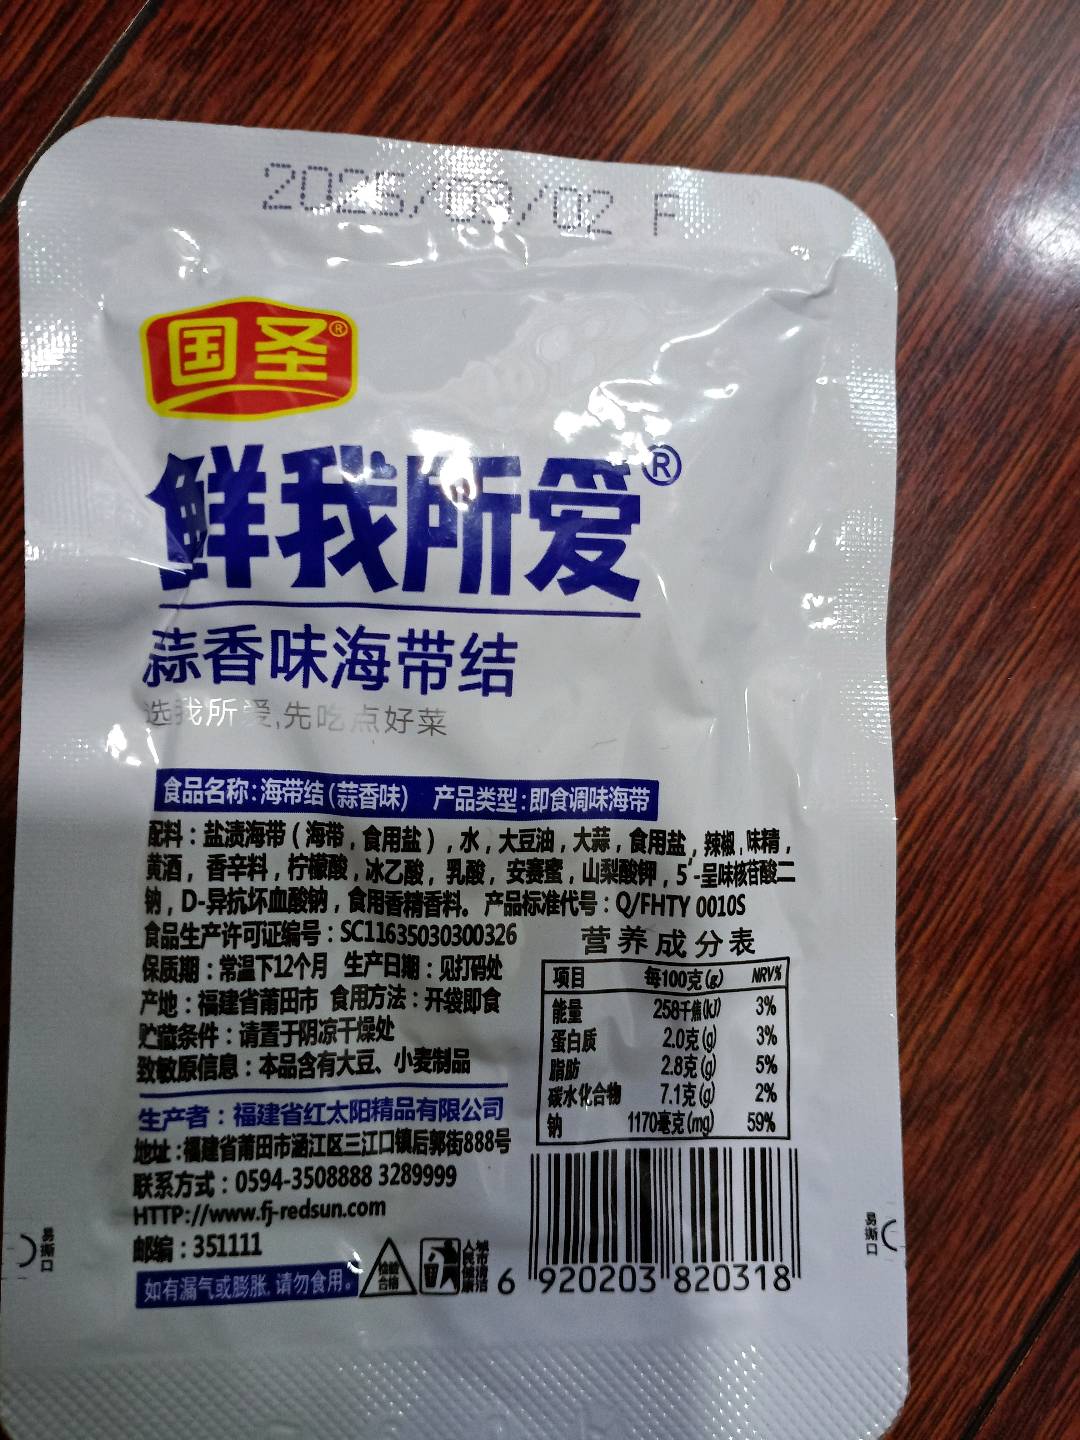 2025/09/02 F
国圣®
鲜我所爱®
蒜香味海带结
选我所爱,先吃点好菜
食品名称:海带结(蒜香味) 产品类型:即食调味海带
配料:盐渍海带(海带,食用盐),水,大豆油,大蒜,食用盐,辣椒,味精,
黄酒,香辛料,柠檬酸,冰乙酸,乳酸,安赛蜜,山梨酸钾,5'-呈味核苷酸二
钠,D-异抗坏血酸钠,食用香精香料。产品标准代号:Q/FHTY 0010S
食品生产许可证编号:SC11635030300326
保质期:常温下12个月 生产日期:见打码处
产地:福建省莆田市 食用方法:开袋即食
贮藏条件:请置于阴凉干燥处
致敏原信息:本品含有大豆、小麦制品
生产者:福建省红太阳精品有限公司
地址:福建省莆田市涵江区三江口镇后郭街888号
联系方式:0594-3508888 3289999
HTTP://www.fj-redsun.com
邮编:351111
如有漏气或膨胀,请勿食用。
检验
合格
人民健康
城市清洁
营养成分表
项目 每100克(g) NRV%
能量 258千焦(kJ) 3%
蛋白质 2.0克(g) 3%
脂肪 2.8克(g) 5%
碳水化合物 7.1克(g) 2%
钠 1170毫克(mg) 59%
6 920203 820318
易撕口
易撕口